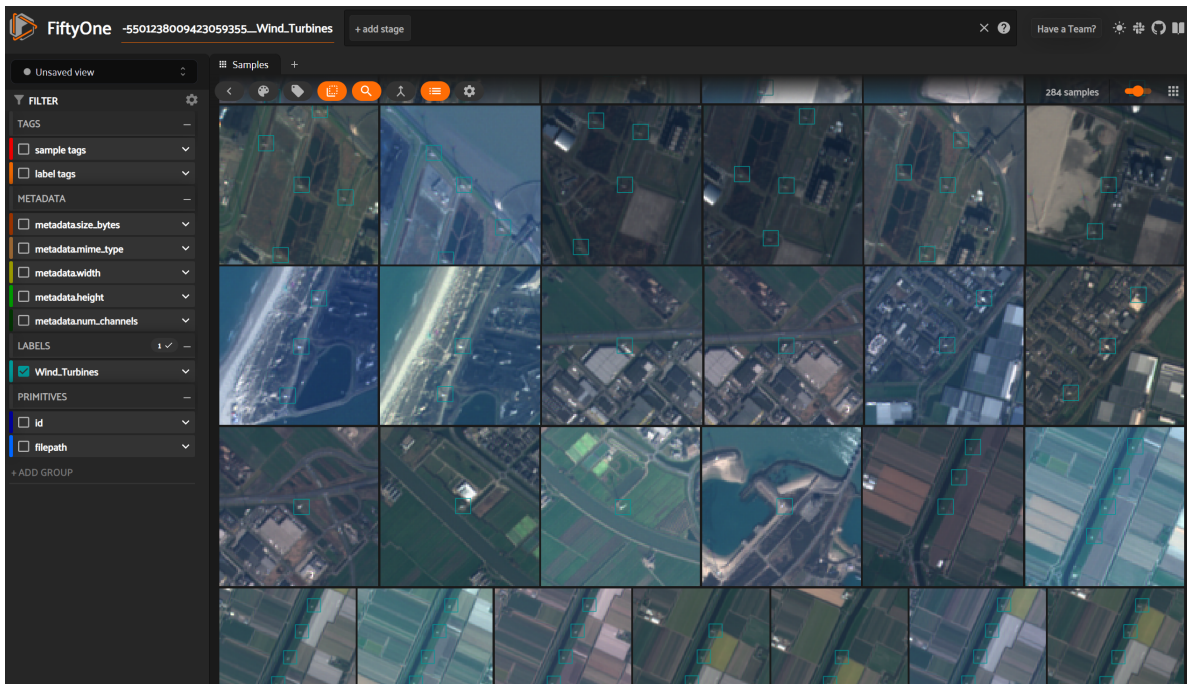 FiftyOne
-5501238009423059355__Wind_Turbines
+ add stage
Have a Team?
Unsaved view
Samples
+
FILTER
284 samples
TAGS
sample tags
label tags
METADATA
metadata.size_bytes
metadata.mime_type
metadata.width
metadata.height
metadata.num_channels
LABELS
1
Wind_Turbines
PRIMITIVES
id
filepath
+ ADD GROUP